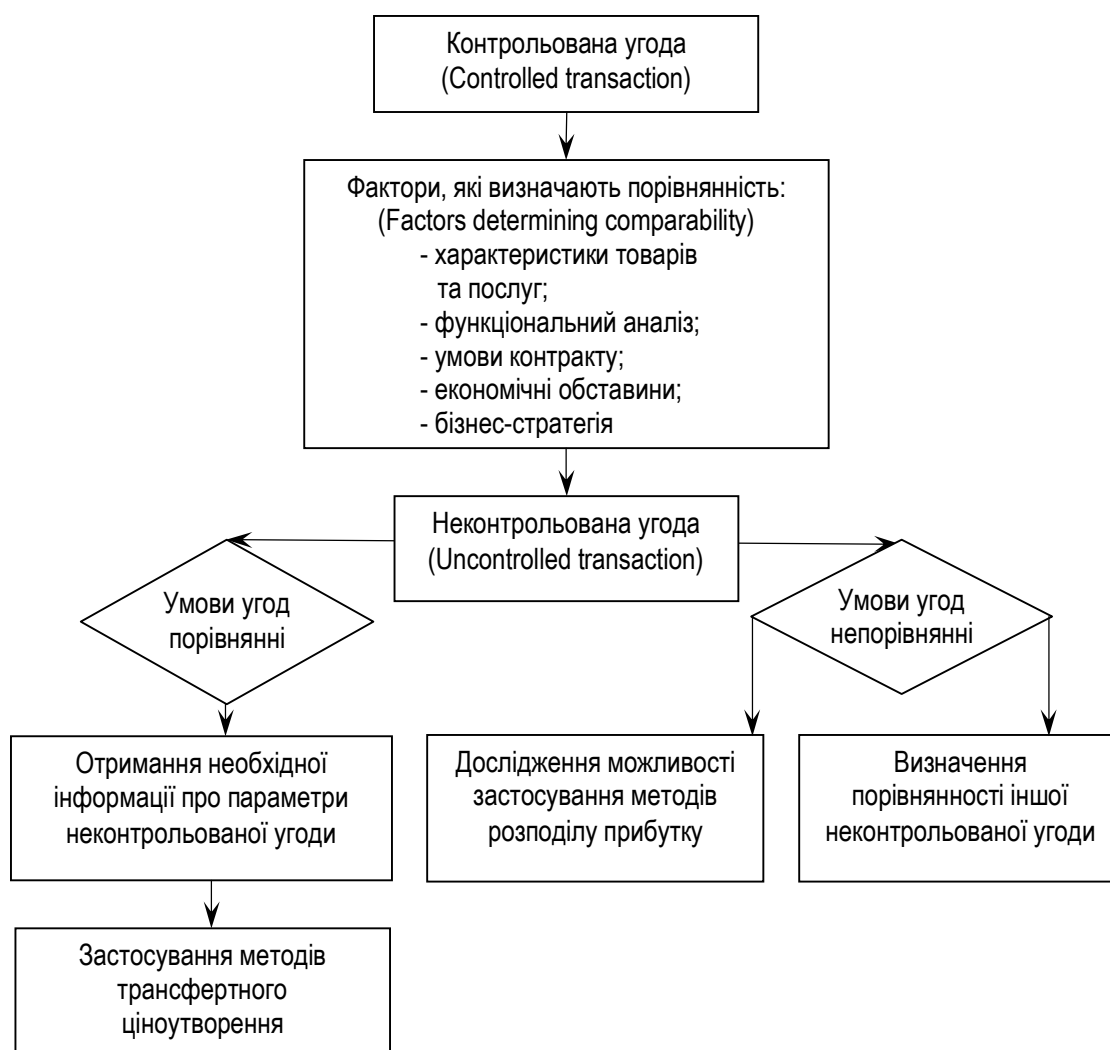 Контрольована угода
(Controlled transaction)
Фактори, які визначають порівнянність:
(Factors determining comparability)
- характеристики товарів
та послуг;
- функціональний аналіз;
- умови контракту;
- економічні обставини;
- бізнес-стратегія
Неконтрольована угода
(Uncontrolled transaction)
Умови угод
порівнянні
Умови угод
непорівнянні
Отримання необхідної
інформації про параметри
неконтрольованої угоди
Дослідження можливості
застосування методів
розподілу прибутку
Визначення
порівнянності іншої
неконтрольованої угоди
Застосування методів
трансфертного
ціноутворення